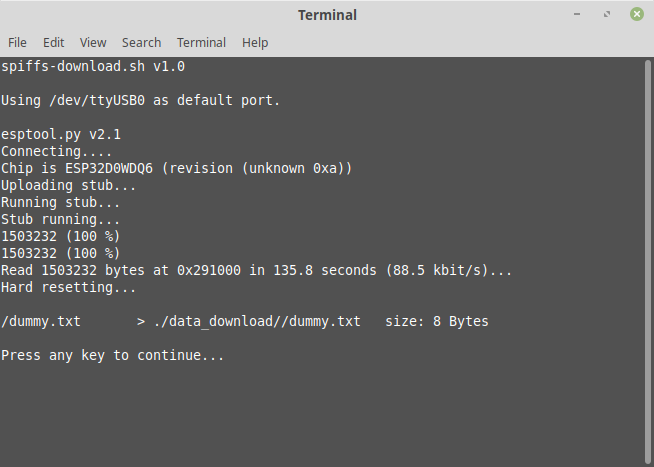 Terminal
File Edit View Search Terminal Help
spiffs-download.sh v1.0
Using /dev/ttyUSB0 as default port.
esptool.py v2.1
Connecting....
Chip is ESP32D0WDQ6 (revision (unknown 0xa))
Uploading stub...
Running stub...
Stub running...
1503232 (100 %)
1503232 (100 %)
Read 1503232 bytes at 0x291000 in 135.8 seconds (88.5 kbit/s)...
Hard resetting...
/dummy.txt       > ./data_download//dummy.txt   size: 8 Bytes
Press any key to continue...